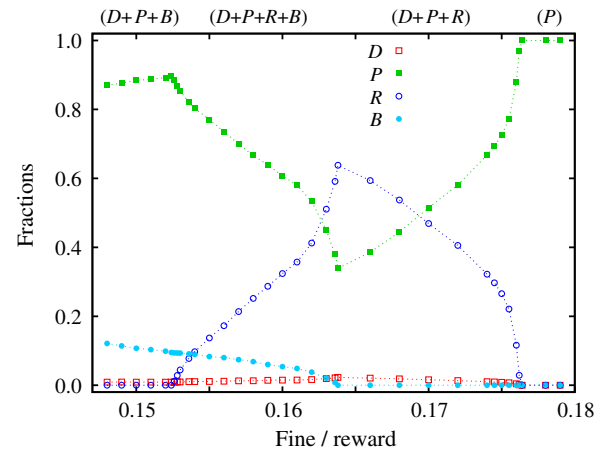 (D+P+B) (D+P+R+B) (D+P+R) (P)
1.0
0.8
0.6
0.4
0.2
0.0
Fractions
D
P
R
B
0.15 0.16 0.17 0.18
Fine / reward